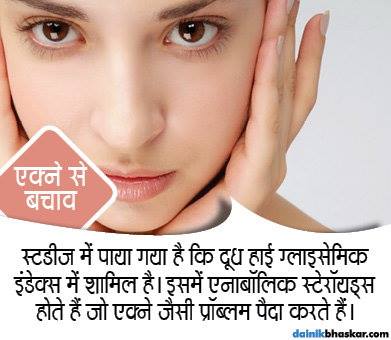 एक्ने से
बचाव
स्टडीज में पाया गया है कि दूध हाई ग्लाइसेमिक
इंडेक्स में शामिल है। इसमें एनाबॉलिक स्टेरॉयड्स
होते हैं जो एक्ने जैसी प्रॉब्लम पैदा करते हैं।
dainikbhaskar.com